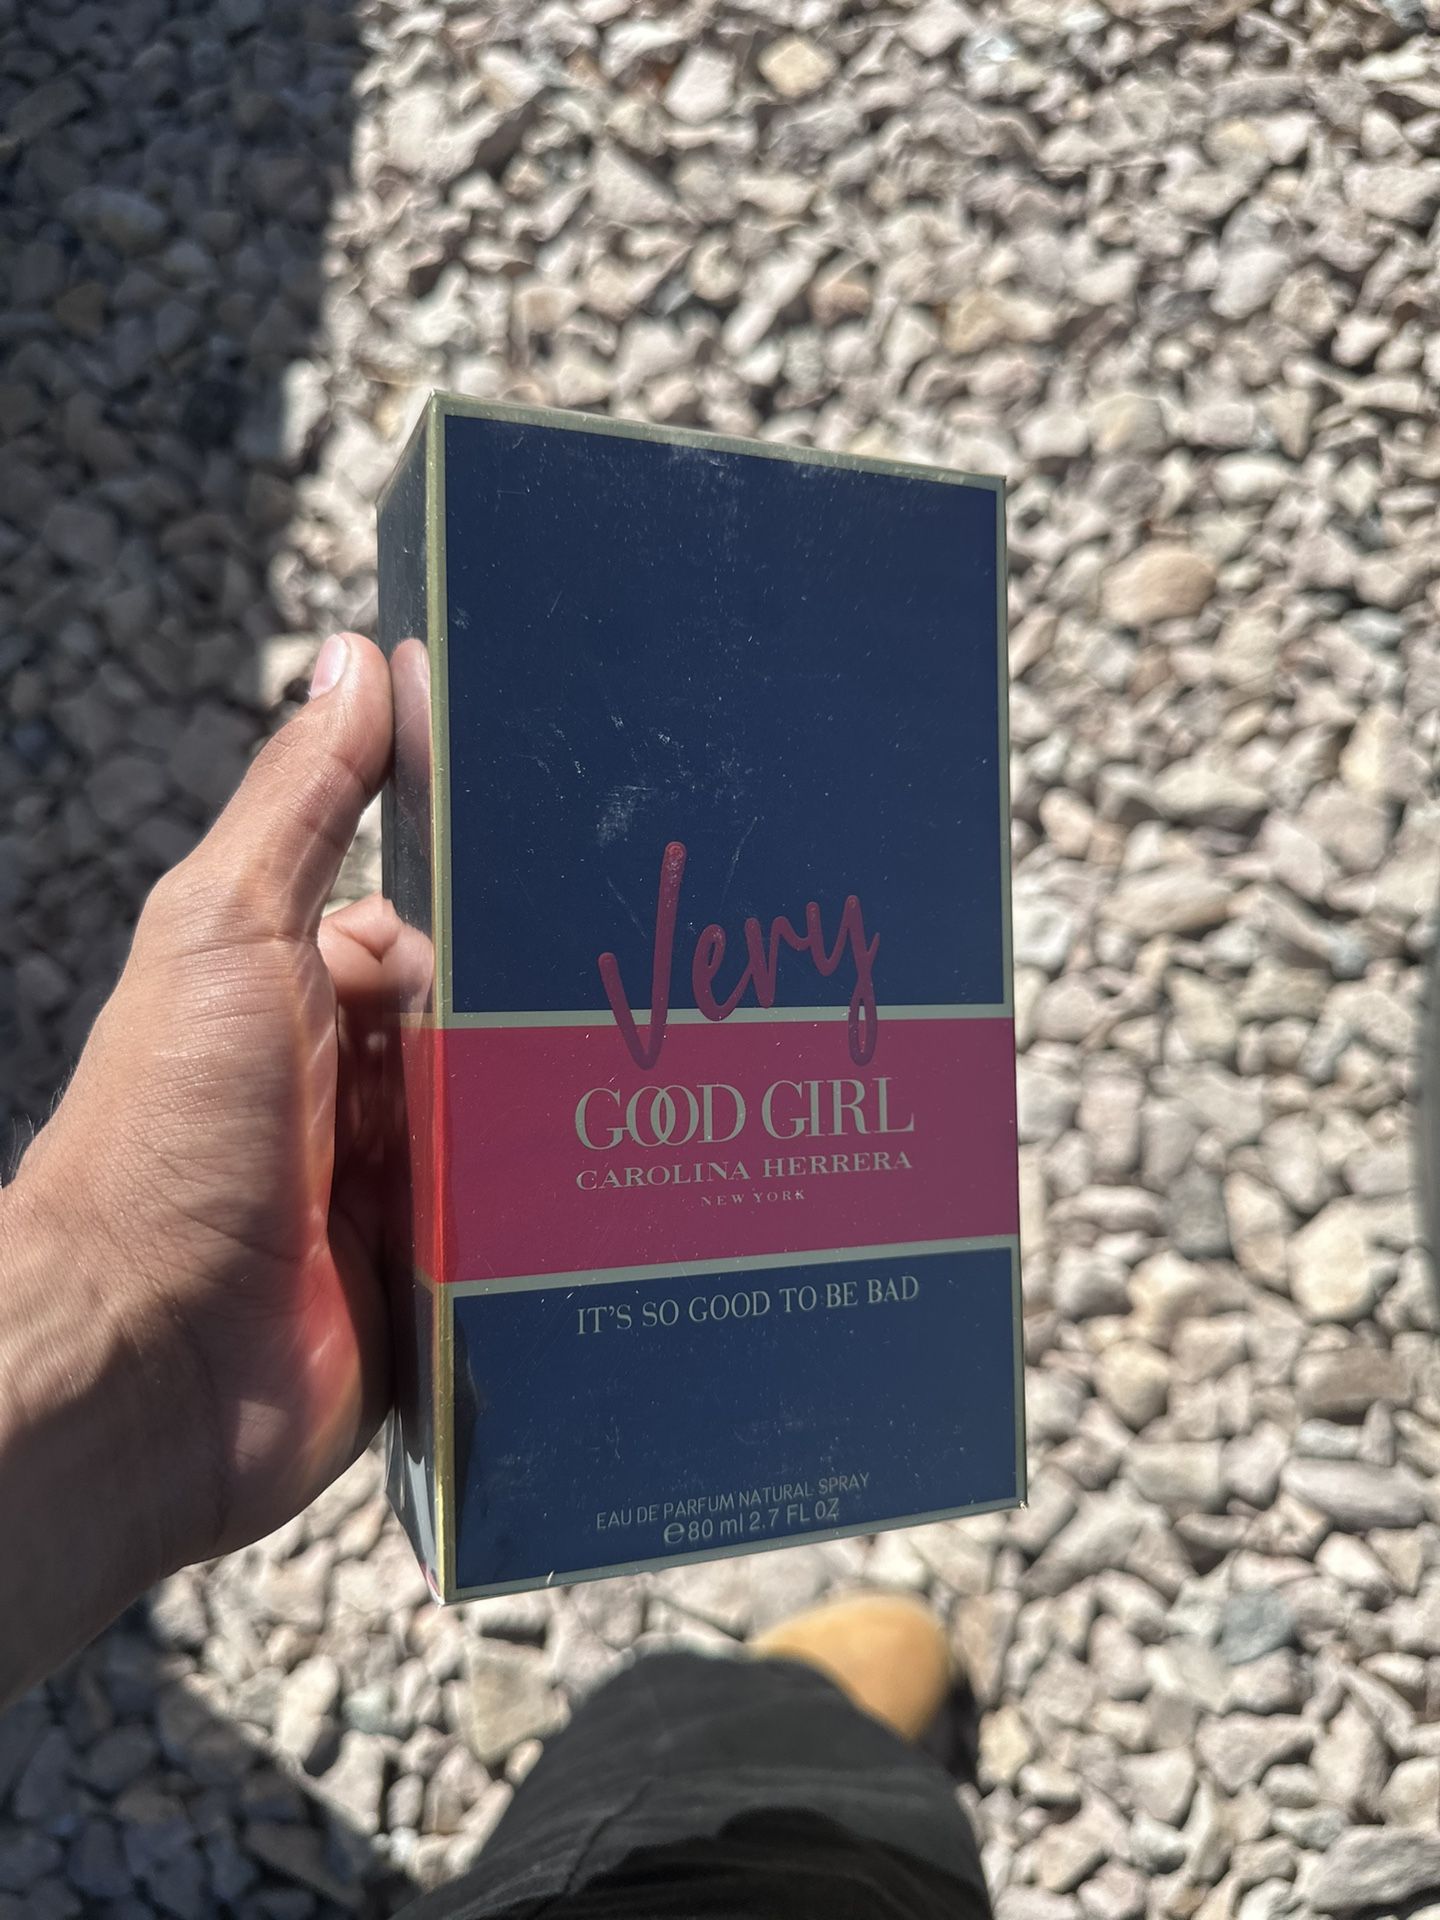 Very
GOOD GIRL
CAROLINA HERRERA
NEW YORK
IT'S SO GOOD TO BE BAD
EAU DE PARFUM NATURAL SPRAY
℮80 ml 2.7 FL OZ